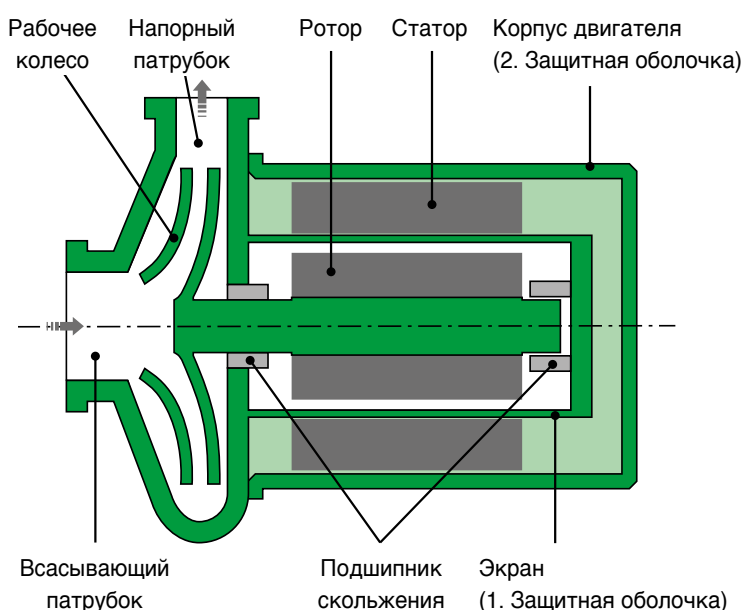 Рабочее
колесо
Напорный
патрубок
Ротор
Статор
Корпус двигателя
(2. Защитная оболочка)
Всасывающий
патрубок
Подшипник
скольжения
Экран
(1. Защитная оболочка)